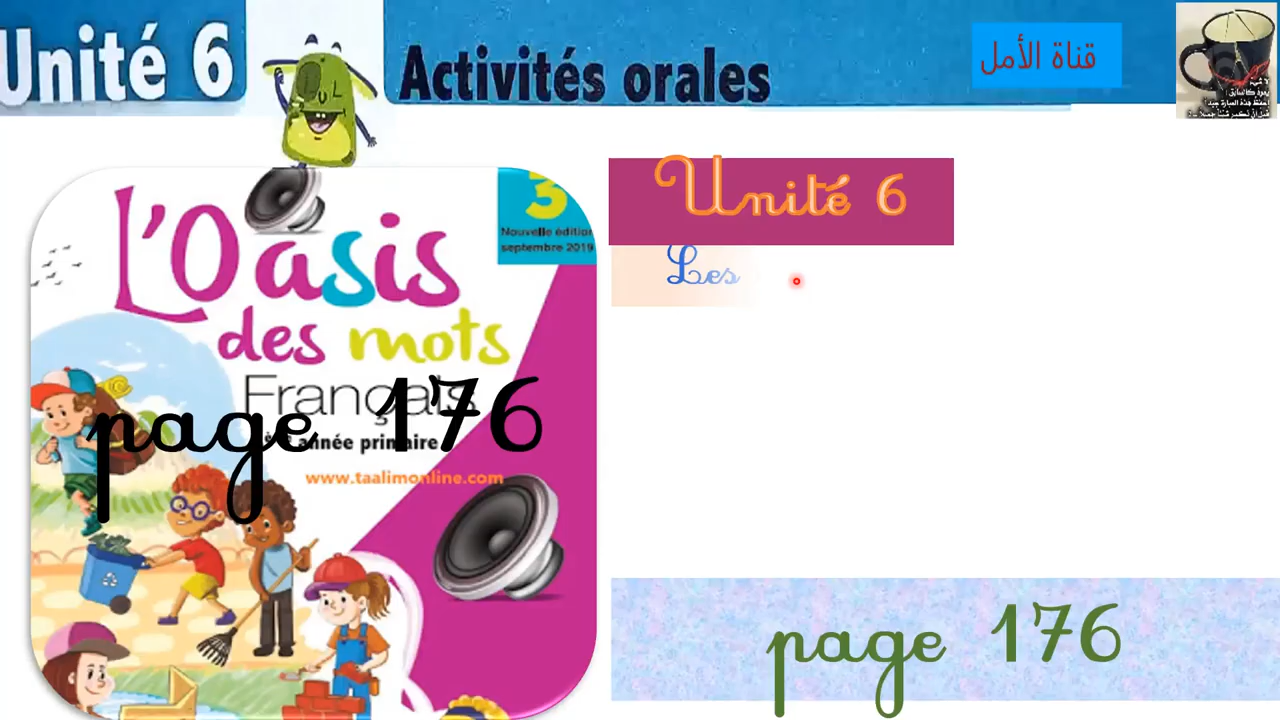 Unité 6
Activités orales
قناة الأمل
Unité 6
Les
3
Nouvelle édition
septembre 2019
L'Oasis
des mots
Français
page 176
année primaire
www.taalimonline.com
page 176